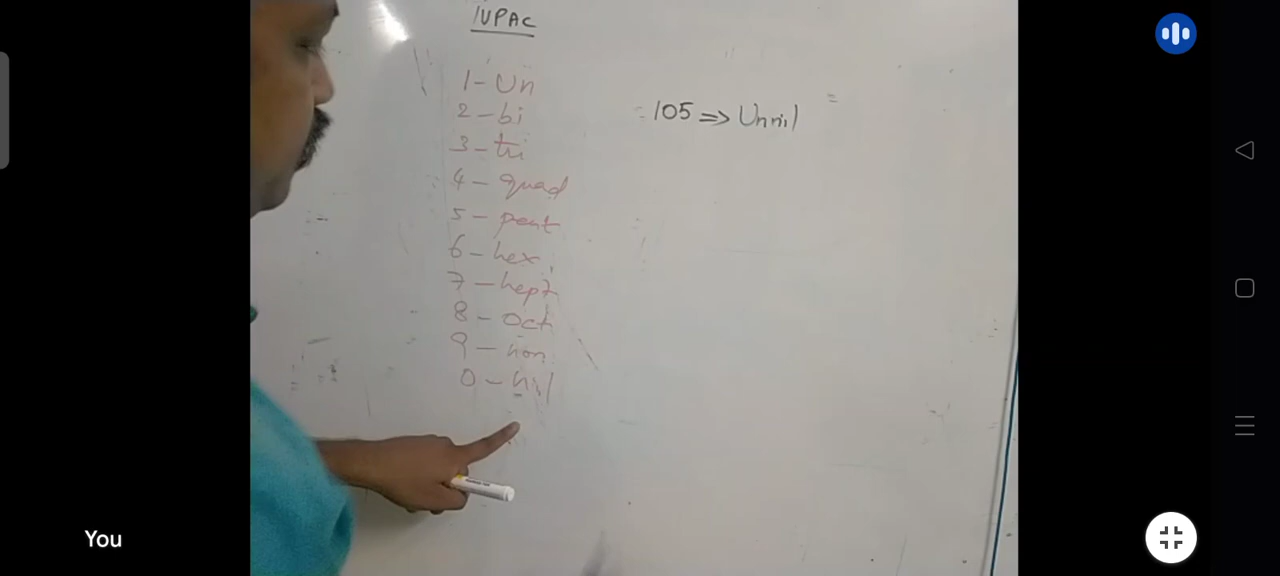 IUPAC
1 - Un
2 - bi
3 - tri
4 - quad
5 - pent
6 - hex
7 - hept
8 - Oct
9 - non
0 - nil
105 ⇒ Unnil
You